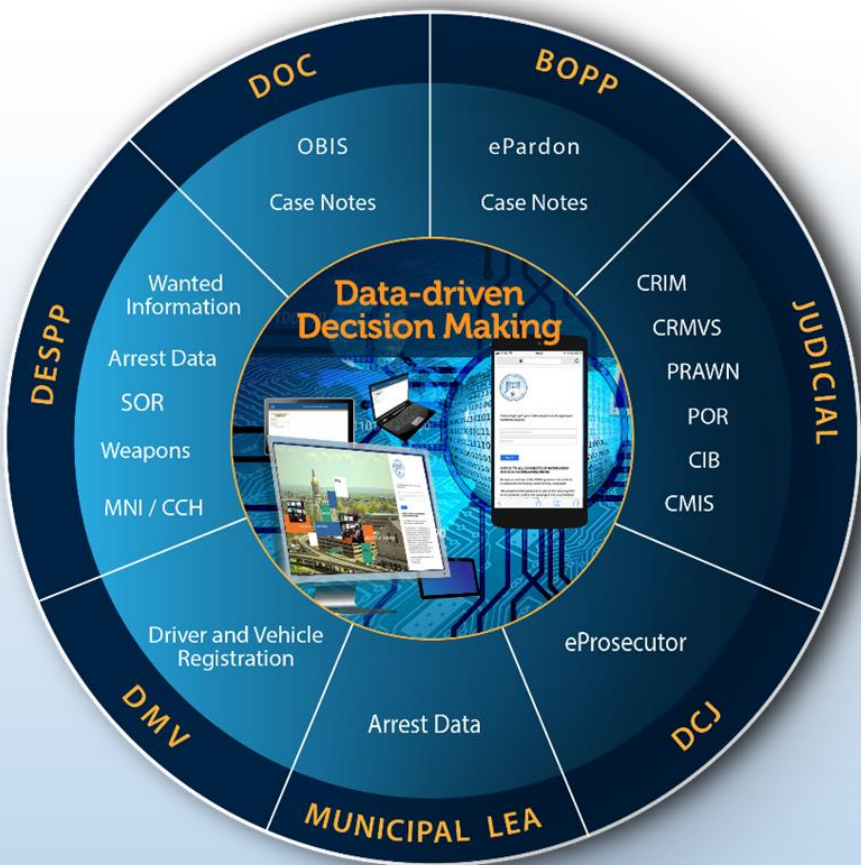 DOC
OBIS
Case Notes
BOPP
ePardon
Case Notes
JUDICIAL
CRIM
CRMVS
PRAWN
POR
CIB
CMIS
DCJ
eProsecutor
MUNICIPAL LEA
Arrest Data
DMV
Driver and Vehicle
Registration
DESPP
Wanted
Information
Arrest Data
SOR
Weapons
MNI / CCH
Data-driven
Decision Making